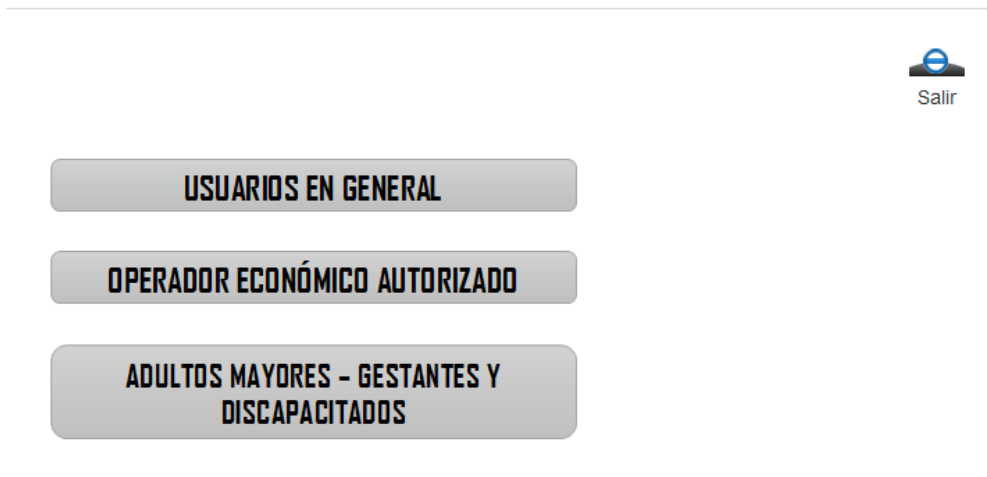 Salir
USUARIOS EN GENERAL
OPERADOR ECONÓMICO AUTORIZADO
ADULTOS MAYORES - GESTANTES Y
DISCAPACITADOS